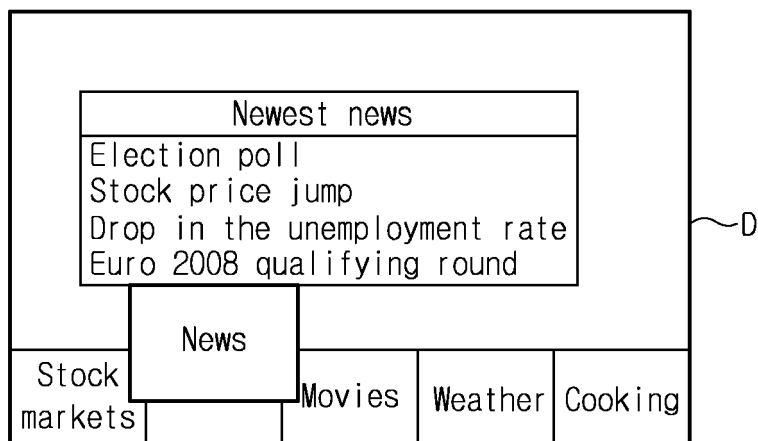 Newest news
Election poll
Stock price jump
Drop in the unemployment rate
Euro 2008 qualifying round
D
News
Stock
markets
Movies
Weather
Cooking